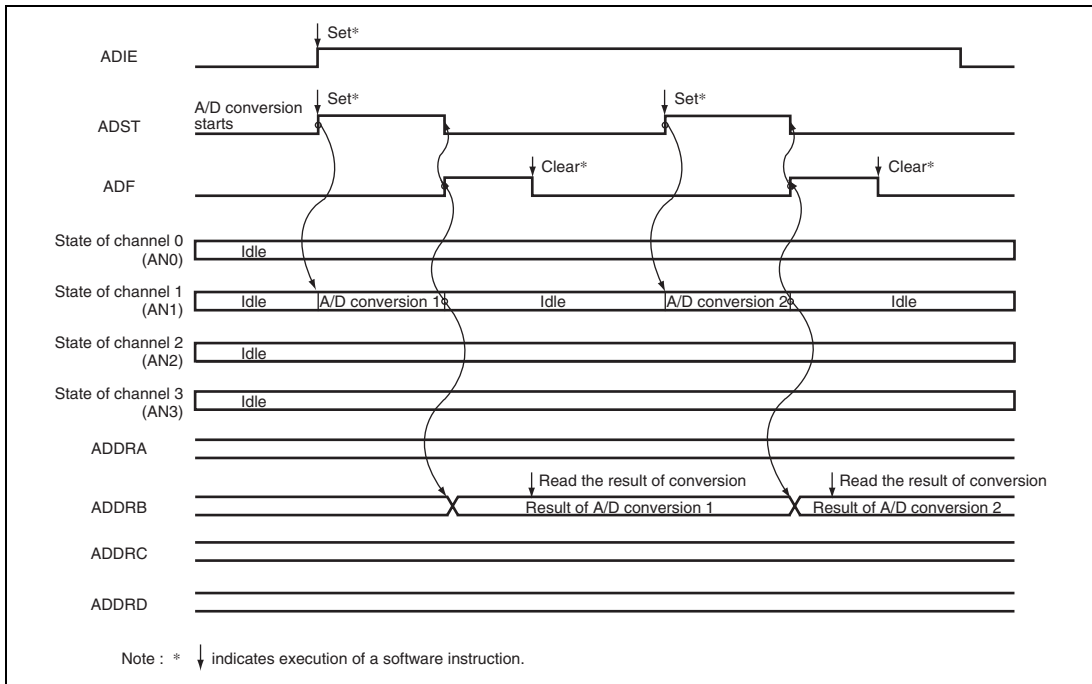 Set*
ADIE
A/D conversion starts
Set*
Set*
ADST
Clear*
Clear*
ADF
State of channel 0 (AN0)
Idle
State of channel 1 (AN1)
Idle
A/D conversion 1
Idle
A/D conversion 2
Idle
State of channel 2 (AN2)
Idle
State of channel 3 (AN3)
Idle
ADDRA
Read the result of conversion
Read the result of conversion
ADDRB
Result of A/D conversion 1
Result of A/D conversion 2
ADDRC
ADDRD
Note : * indicates execution of a software instruction.